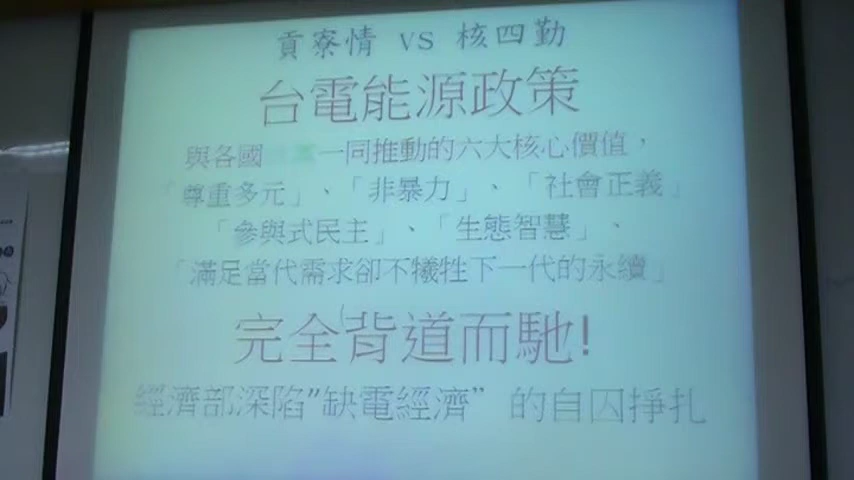 貢寮情 vs 核四勤
台電能源政策
與各國 一同推動的六大核心價值，
「尊重多元」、「非暴力」、「社會正義」
「參與式民主」、「生態智慧」、
「滿足當代需求卻不犧牲下一代的永續」
完全背道而馳!
經濟部深陷"缺電經濟" 的自囚掙扎